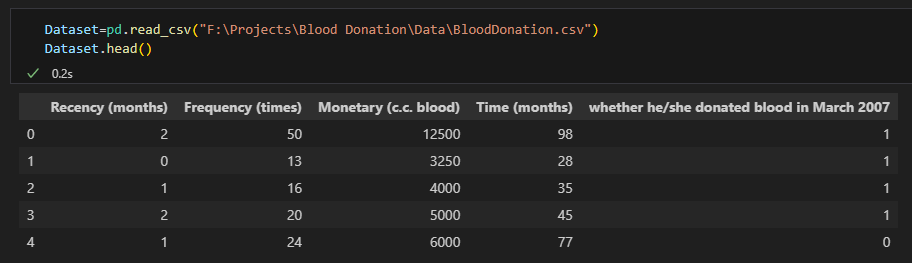 Dataset=pd.read_csv("F:\Projects\Blood Donation\Data\BloodDonation.csv")
Dataset.head()
0.2s
Recency (months) Frequency (times) Monetary (c.c. blood) Time (months) whether he/she donated blood in March 2007
0 2 50 12500 98 1
1 0 13 3250 28 1
2 1 16 4000 35 1
3 2 20 5000 45 1
4 1 24 6000 77 0